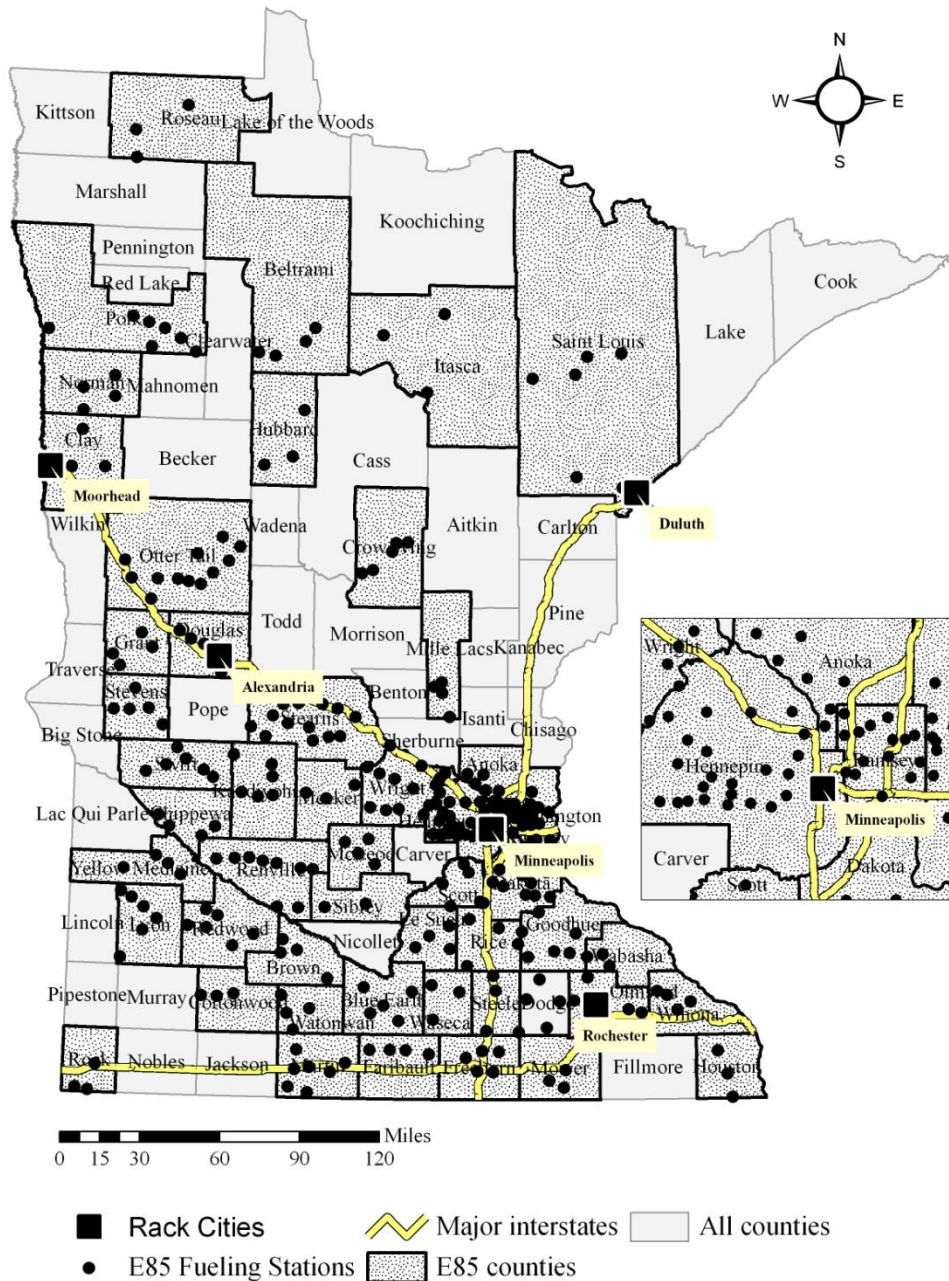 N
W E
S
Kittson
Roseau
Lake of the Woods
Marshall
Koochiching
Pennington
Beltrami
Red Lake
Cook
Polk
Clearwater
Lake
Saint Louis
Itasca
Norman
Mahnomen
Clay
Hubbard
Becker
Cass
Moorhead
Wilkin
Wadena
Aitkin
Carlton
Duluth
Otter Tail
Crow Wing
Pine
Todd
Morrison
Grant
Douglas
Mille Lacs
Kanabec
Traverse
Alexandria
Stevens
Benton
Pope
Isanti
Big Stone
Stearns
Chisago
Sherburne
Anoka
Swift
Wright
Kandiyohi
Meeker
Lac Qui Parle
Chippewa
Hennepin
Washington
Ramsey
Carver
McLeod
Minneapolis
Yellow Medicine
Renville
Scott
Dakota
Sibley
Lincoln
Lyon
Redwood
Le Sueur
Goodhue
Nicollet
Rice
Wabasha
Brown
Pipestone
Murray
Cottonwood
Watonwan
Blue Earth
Waseca
Steele
Dodge
Olmsted
Winona
Rochester
Rock
Nobles
Jackson
Martin
Faribault
Freeborn
Mower
Fillmore
Houston
Wright
Anoka
Hennepin
Ramsey
Minneapolis
Carver
Scott
Dakota
Miles
0 15 30 60 90 120
Rack Cities Major interstates All counties
E85 Fueling Stations E85 counties